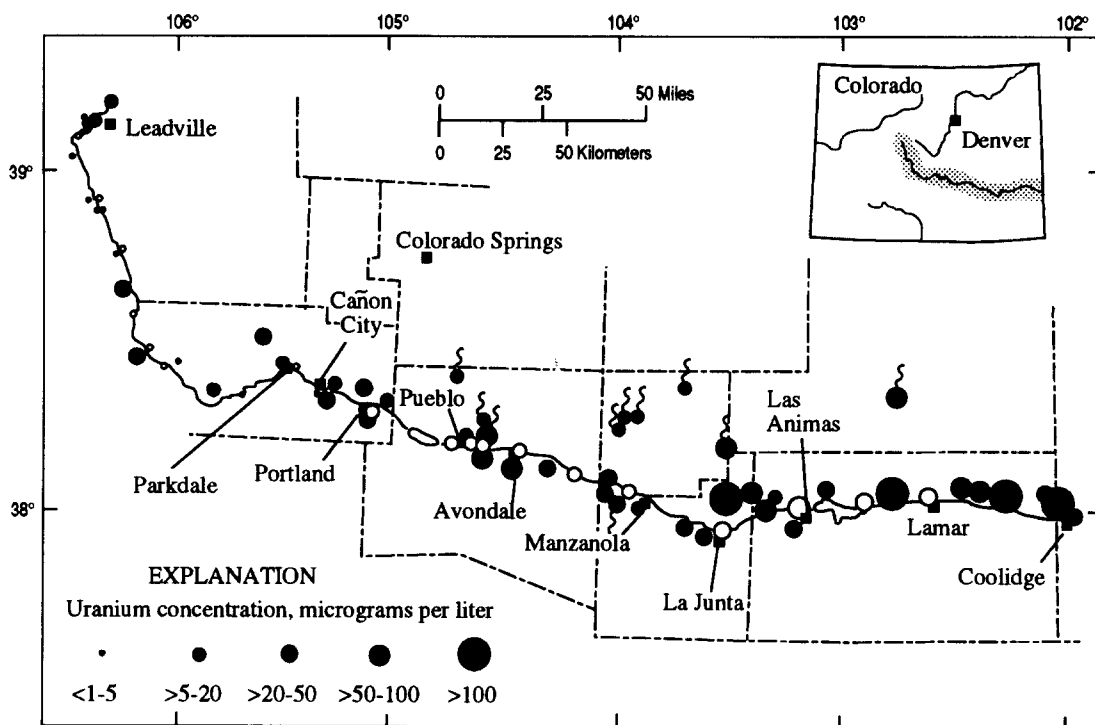 106° 105° 104° 103° 102°
0 25 50 Miles
0 25 50 Kilometers
Colorado
Denver
Leadville
39°
Colorado Springs
Cañon
City
Pueblo
Las
Animas
Parkdale
Portland
Avondale
38°
Manzanola
Lamar
La Junta
Coolidge
EXPLANATION
Uranium concentration, micrograms per liter
<1-5 >5-20 >20-50 >50-100 >100